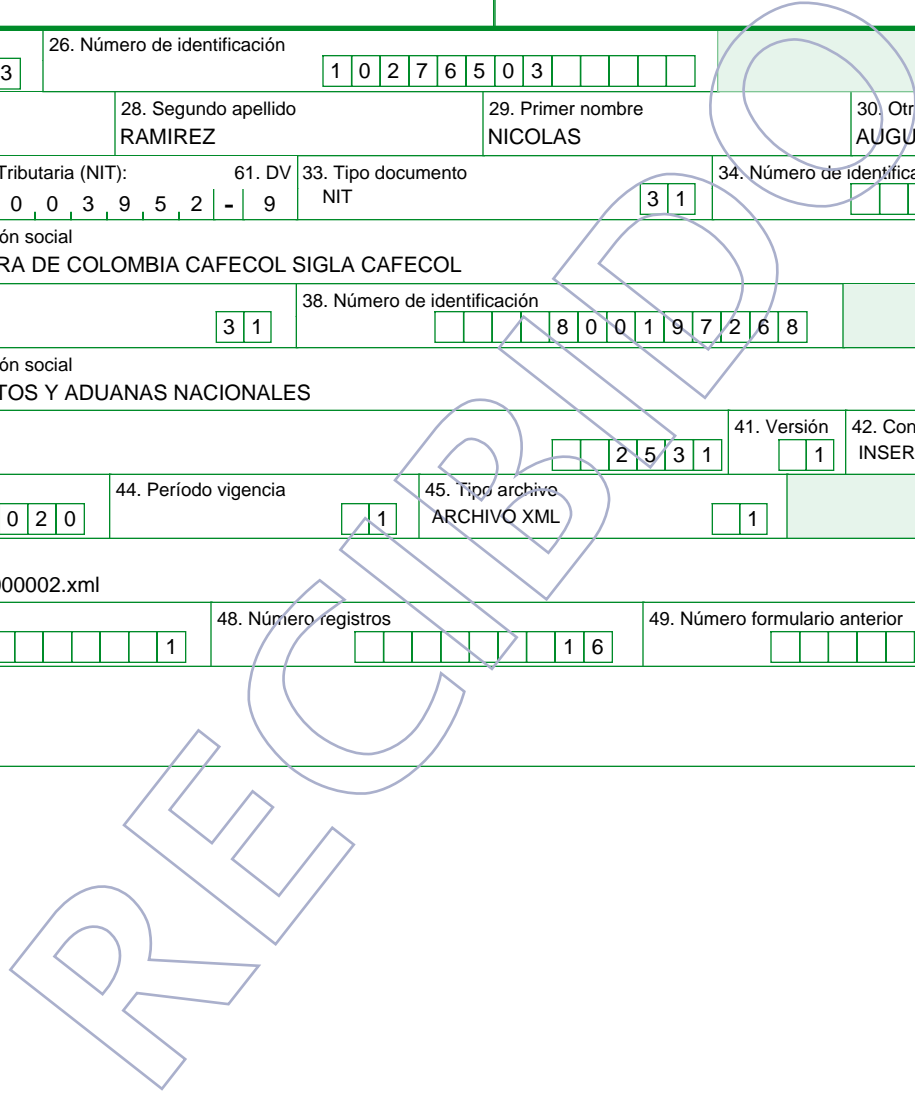 26. Número de identificación
3 1 0 2 7 6 5 0 3
28. Segundo apellido 29. Primer nombre 30. Otr
RAMIREZ NICOLAS AUGU
Tributaria (NIT): 61. DV 33. Tipo documento 34. Número de identifica
0 0 3 9 5 2 - 9 NIT 3 1
ón social
RA DE COLOMBIA CAFECOL SIGLA CAFECOL
38. Número de identificación
3 1 8 0 0 1 9 7 2 6 8
ón social
TOS Y ADUANAS NACIONALES
41. Versión 42. Con
2 5 3 1 1 INSER
44. Período vigencia 45. Tipo archivo
0 2 0 1 ARCHIVO XML 1
000002.xml
48. Número registros 49. Número formulario anterior
1 1 6
RECIBIDO